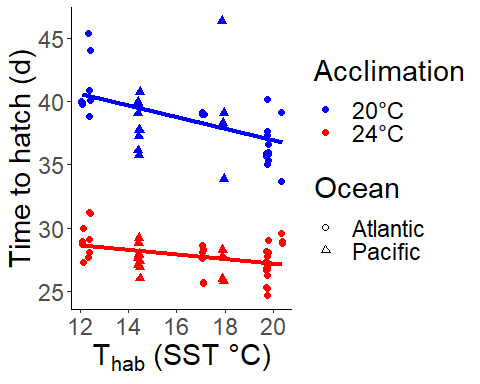 Time to hatch (d)
45
40
35
30
25
12
14
16
18
20
Thab (SST °C)
Acclimation
20°C
24°C
Ocean
Atlantic
Pacific